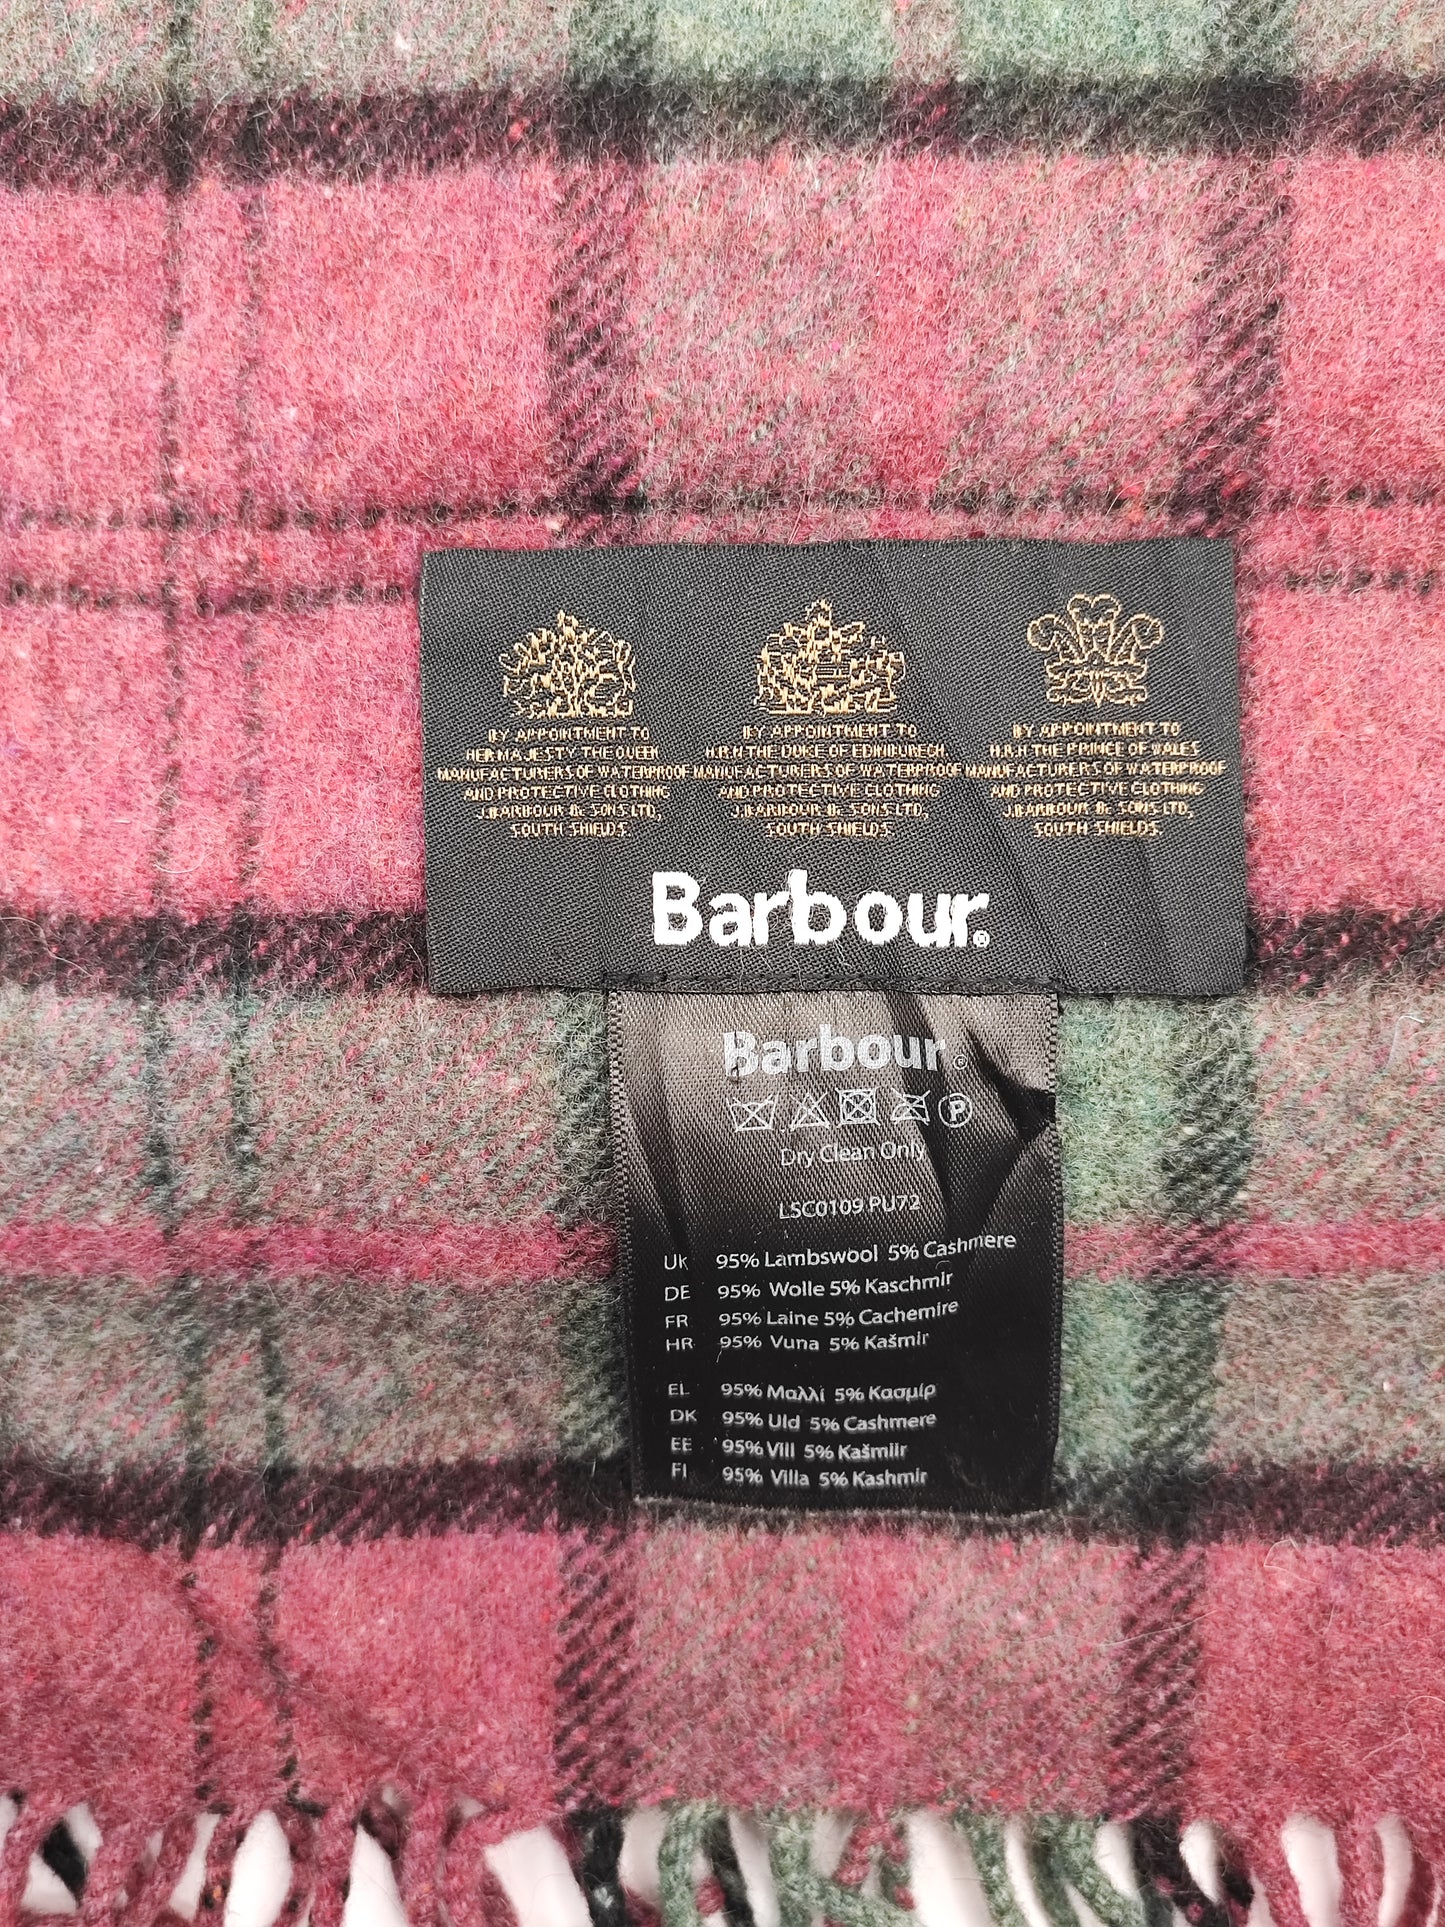 BY APPOINTMENT TO
HER MAJESTY THE QUEEN
MANUFACTURERS OF WATERPROOF
AND PROTECTIVE CLOTHING
J.BARBOUR & SONS LTD,
SOUTH SHIELDS.
BY APPOINTMENT TO
H.R.H THE DUKE OF EDINBURGH
MANUFACTURERS OF WATERPROOF
AND PROTECTIVE CLOTHING
J.BARBOUR & SONS LTD,
SOUTH SHIELDS.
BY APPOINTMENT TO
H.R.H THE PRINCE OF WALES
MANUFACTURERS OF WATERPROOF
AND PROTECTIVE CLOTHING
J.BARBOUR & SONS LTD,
SOUTH SHIELDS.
Barbour®
Barbour®
P
Dry Clean Only
LSC0109 PU72
UK 95% Lambswool 5% Cashmere
DE 95% Wolle 5% Kaschmir
FR 95% Laine 5% Cachemire
HR 95% Vuna 5% Kašmir
EL 95% Μαλλί 5% Κασμίρ
DK 95% Uld 5% Cashmere
EE 95% Vill 5% Kašmiir
FI 95% Villa 5% Kashmir